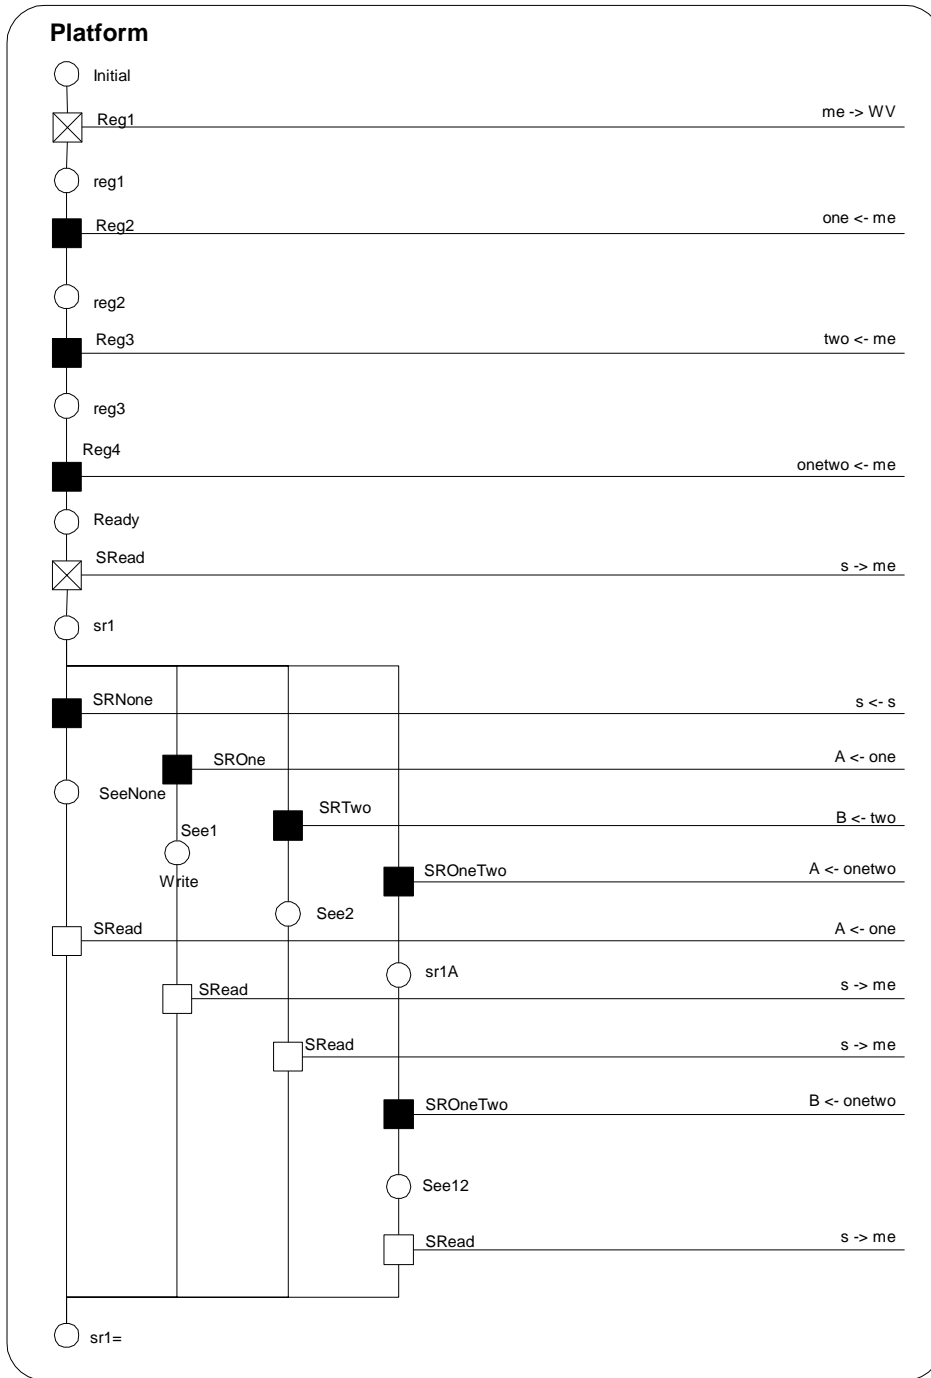 Platform
Initial
Reg1
me -> WV
reg1
Reg2
one <- me
reg2
Reg3
two <- me
reg3
Reg4
onetwo <- me
Ready
SRead
s -> me
sr1
SRNone
s <- s
SROne
A <- one
SeeNone
SRTwo
B <- two
See1
Write
SROneTwo
A <- onetwo
See2
SRead
A <- one
sr1A
SRead
s -> me
SRead
s -> me
SROneTwo
B <- onetwo
See12
SRead
s -> me
sr1=